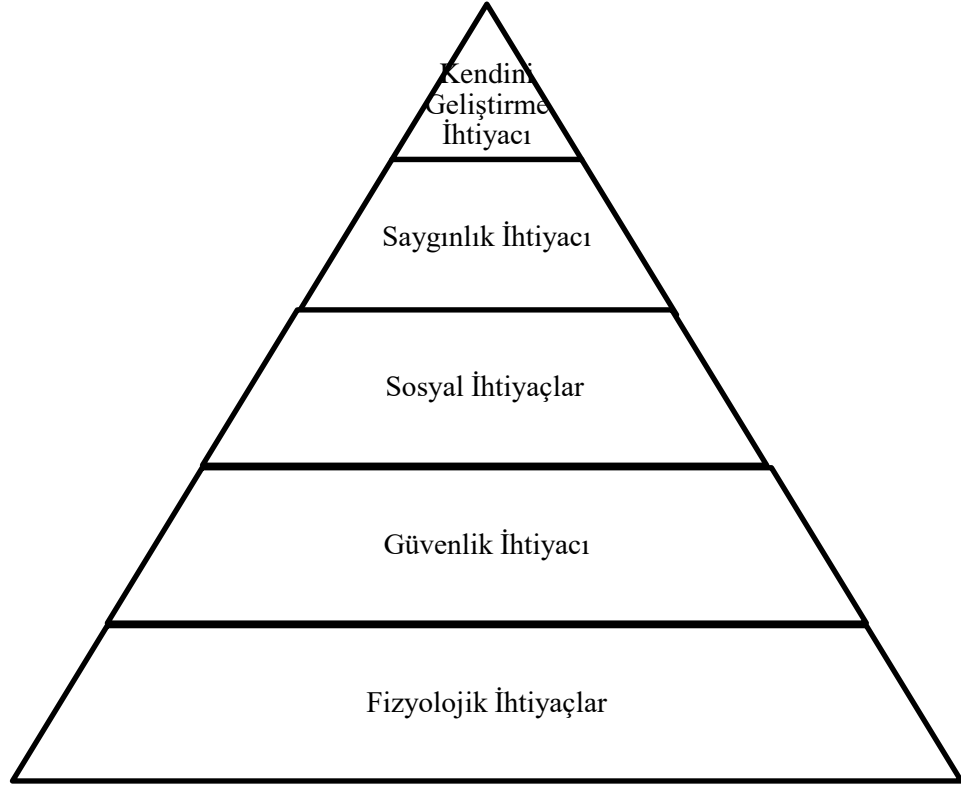 Kendini
Geliştirme
İhtiyacı
Saygınlık İhtiyacı
Sosyal İhtiyaçlar
Güvenlik İhtiyacı
Fizyolojik İhtiyaçlar